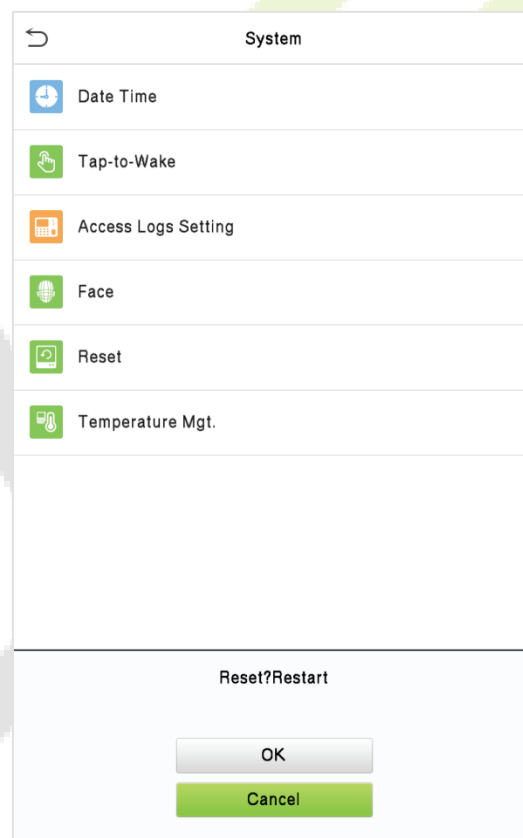 System
Date Time
Tap-to-Wake
Access Logs Setting
Face
Reset
Temperature Mgt.
Reset?Restart
OK
Cancel